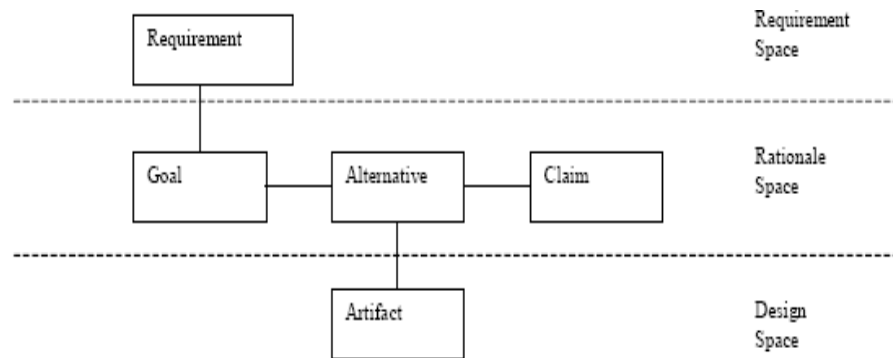 Requirement
Requirement
Space
Goal
Alternative
Claim
Rationale
Space
Artifact
Design
Space